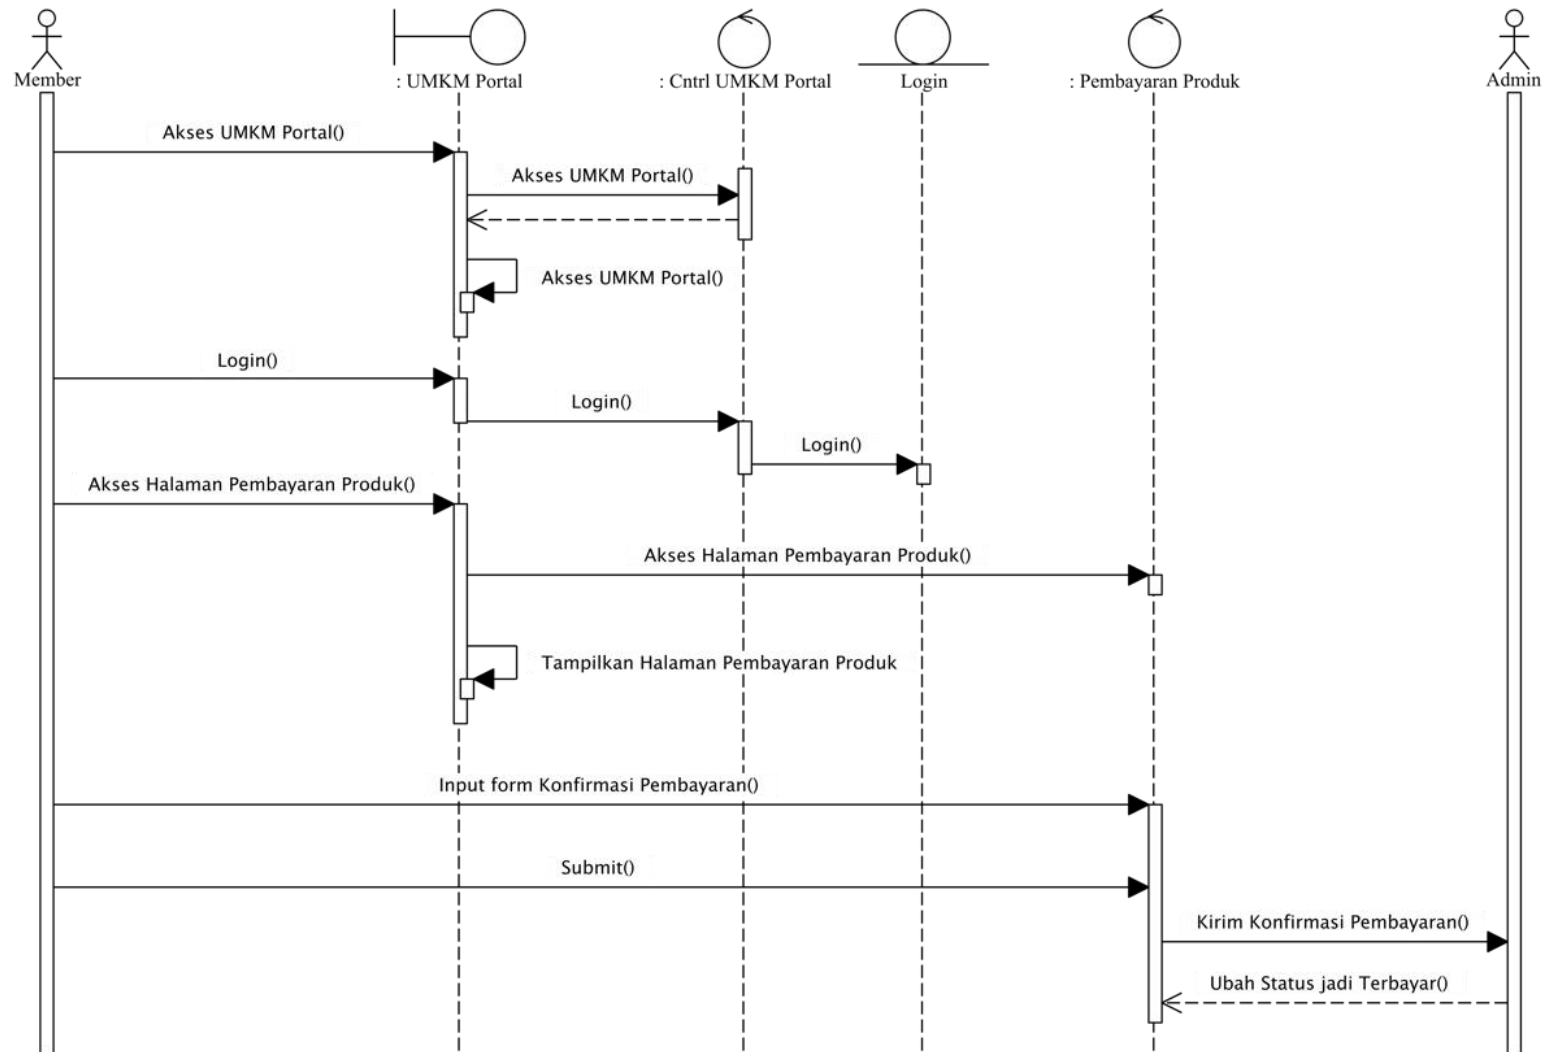 Member
: UMKM Portal
: Cntrl UMKM Portal
Login
: Pembayaran Produk
Admin
Akses UMKM Portal()
Akses UMKM Portal()
Akses UMKM Portal()
Login()
Login()
Login()
Akses Halaman Pembayaran Produk()
Akses Halaman Pembayaran Produk()
Tampilkan Halaman Pembayaran Produk
Input form Konfirmasi Pembayaran()
Submit()
Kirim Konfirmasi Pembayaran()
Ubah Status jadi Terbayar()